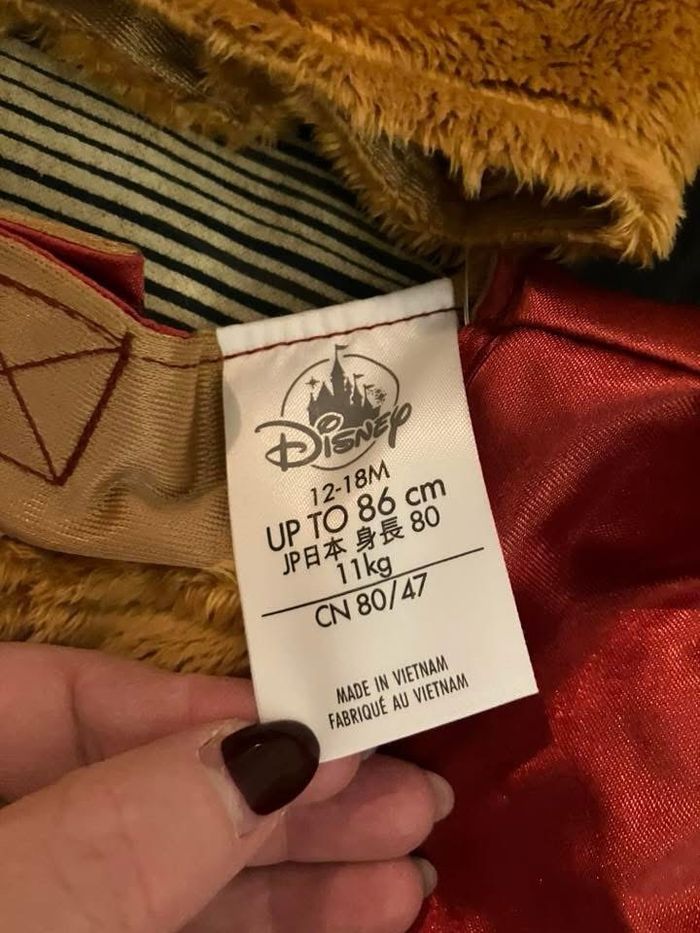 Disney
12-18M
UP TO 86 cm
JP日本 身長 80
11kg
CN 80/47
MADE IN VIETNAM
FABRIQUÉ AU VIETNAM